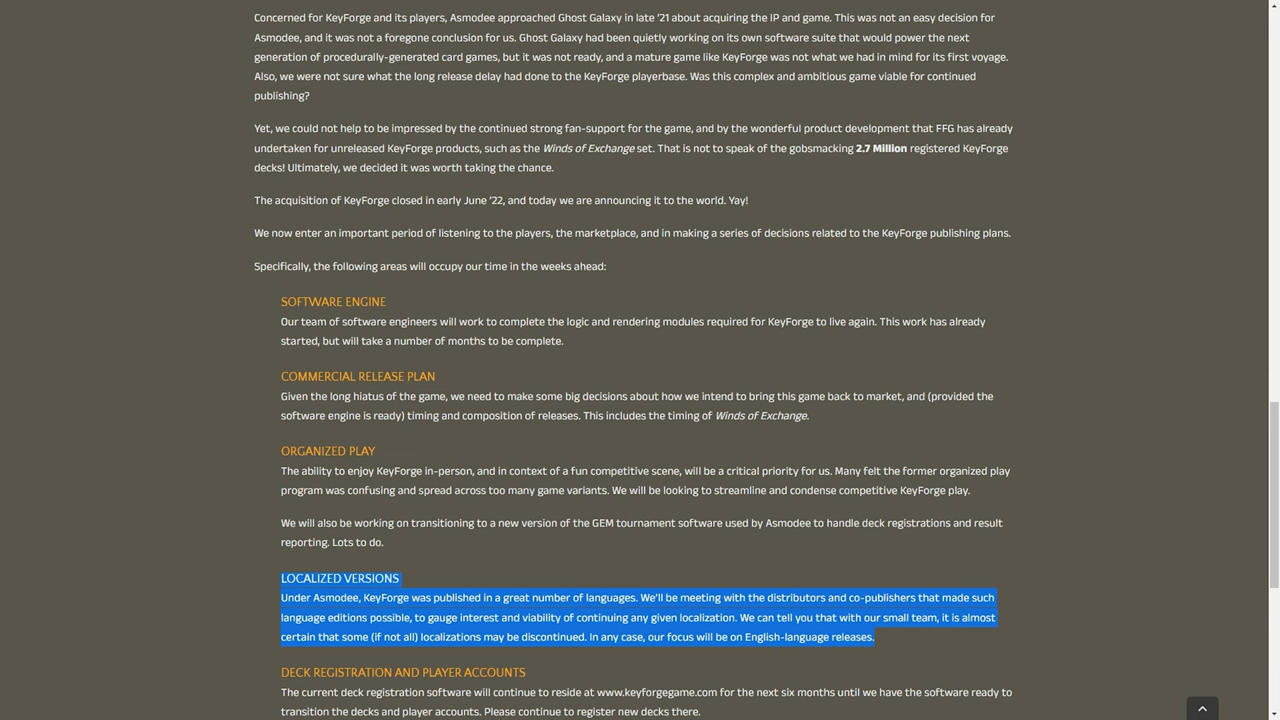 Concerned for KeyForge and its players, Asmodee approached Ghost Galaxy in late '21 about acquiring the IP and game. This was not an easy decision for
Asmodee, and it was not a foregone conclusion for us. Ghost Galaxy had been quietly working on its own software suite that would power the next
generation of procedurally-generated card games, but it was not ready, and a mature game like KeyForge was not what we had in mind for its first voyage.
Also, we were not sure what the long release delay had done to the KeyForge playerbase. Was this complex and ambitious game viable for continued
publishing?
Yet, we could not help to be impressed by the continued strong fan-support for the game, and by the wonderful product development that FFG has already
undertaken for unreleased KeyForge products, such as the Winds of Exchange set. That is not to speak of the gobsmacking 2.7 Million registered KeyForge
decks! Ultimately, we decided it was worth taking the chance.
The acquisition of KeyForge closed in early June '22, and today we are announcing it to the world. Yay!
We now enter an important period of listening to the players, the marketplace, and in making a series of decisions related to the KeyForge publishing plans.
Specifically, the following areas will occupy our time in the weeks ahead:
SOFTWARE ENGINE
Our team of software engineers will work to complete the logic and rendering modules required for KeyForge to live again. This work has already
started, but will take a number of months to be complete.
COMMERCIAL RELEASE PLAN
Given the long hiatus of the game, we need to make some big decisions about how we intend to bring this game back to market, and (provided the
software engine is ready) timing and composition of releases. This includes the timing of Winds of Exchange.
ORGANIZED PLAY
The ability to enjoy KeyForge in-person, and in context of a fun competitive scene, will be a critical priority for us. Many felt the former organized play
program was confusing and spread across too many game variants. We will be looking to streamline and condense competitive KeyForge play.
We will also be working on transitioning to a new version of the GEM tournament software used by Asmodee to handle deck registrations and result
reporting. Lots to do.
LOCALIZED VERSIONS
Under Asmodee, KeyForge was published in a great number of languages. We'll be meeting with the distributors and co-publishers that made such
language editions possible, to gauge interest and viability of continuing any given localization. We can tell you that with our small team, it is almost
certain that some (if not all) localizations may be discontinued. In any case, our focus will be on English-language releases.
DECK REGISTRATION AND PLAYER ACCOUNTS
The current deck registration software will continue to reside at www.keyforgegame.com for the next six months until we have the software ready to
transition the decks and player accounts. Please continue to register new decks there.